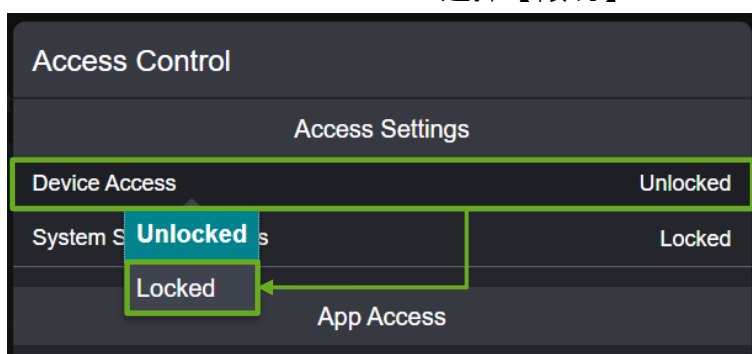 Access Control
Access Settings
Device Access Unlocked
System S s Locked
Unlocked
Locked
App Access